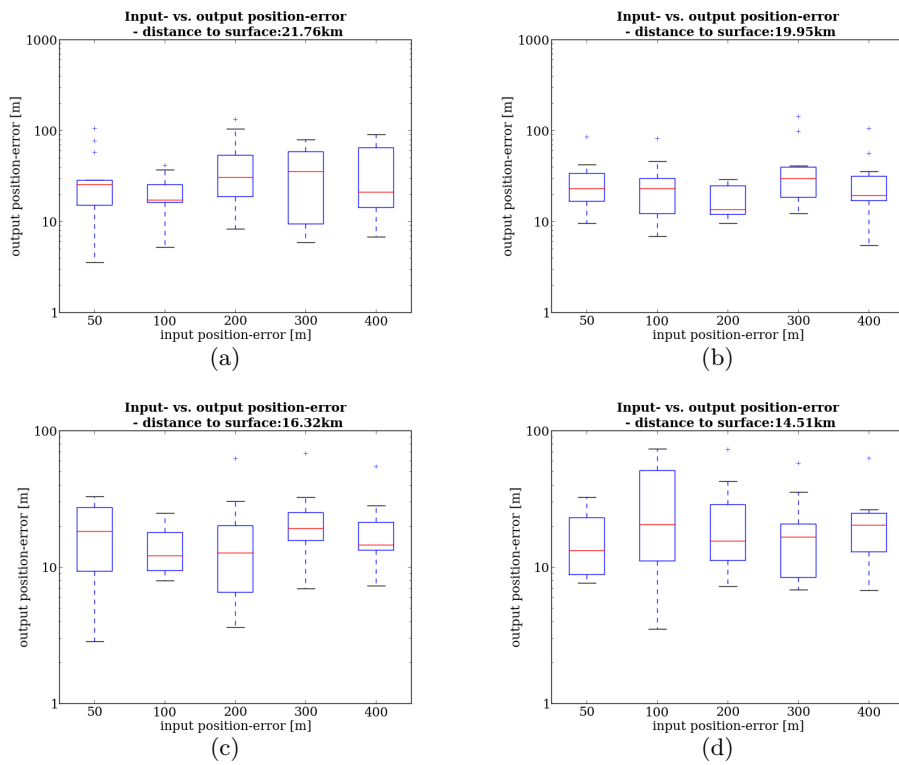 Input- vs. output position-error
- distance to surface:21.76km
1000
100
10
1
output position-error [m]
50 100 200 300 400
input position-error [m]
(a)
Input- vs. output position-error
- distance to surface:19.95km
1000
100
10
1
output position-error [m]
50 100 200 300 400
input position-error [m]
(b)
Input- vs. output position-error
- distance to surface:16.32km
100
10
1
output position-error [m]
50 100 200 300 400
input position-error [m]
(c)
Input- vs. output position-error
- distance to surface:14.51km
100
10
1
output position-error [m]
50 100 200 300 400
input position-error [m]
(d)